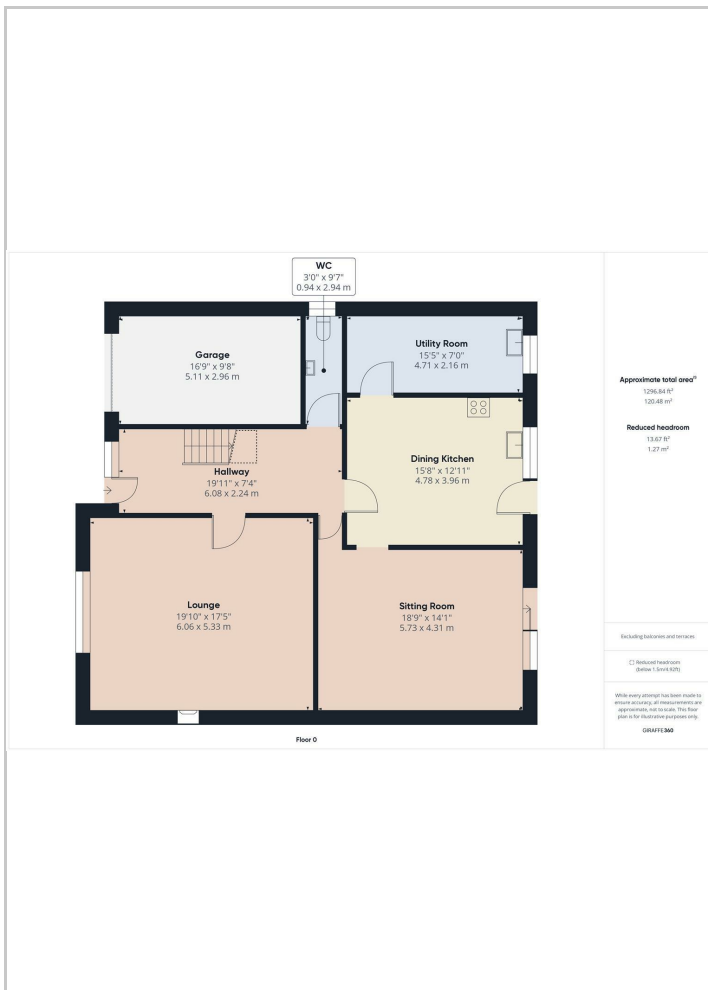 WC
3'0" x 9'7"
0.94 x 2.94 m
Garage
16'9" x 9'8"
5.11 x 2.96 m
Utility Room
15'5" x 7'0"
4.71 x 2.16 m
Dining Kitchen
15'8" x 12'11"
4.78 x 3.96 m
Hallway
19'11" x 7'4"
6.08 x 2.24 m
Lounge
19'10" x 17'5"
6.06 x 5.33 m
Sitting Room
18'9" x 14'1"
5.73 x 4.31 m
Floor 0
Approximate total area⁽¹⁾
1296.84 ft²
120.48 m²
Reduced headroom
13.67 ft²
1.27 m²
Excluding balconies and terraces
Reduced headroom
(below 1.5m/4.92ft)
While every attempt has been made to
ensure accuracy, all measurements are
approximate, not to scale. This floor
plan is for illustrative purposes only.
GIRAFFE360